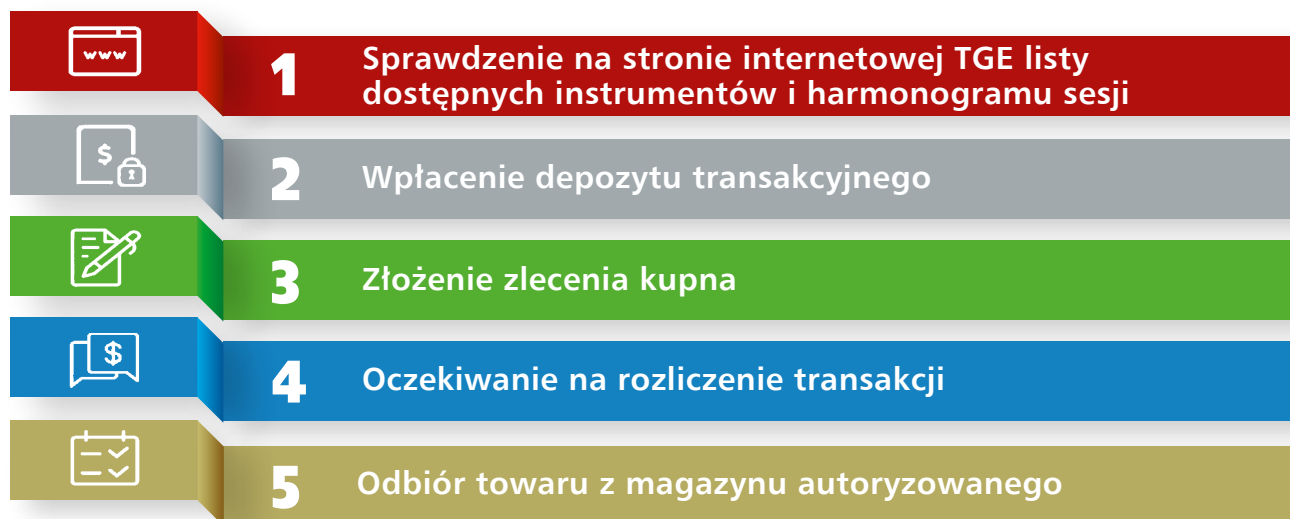 www
1
Sprawdzenie na stronie internetowej TGE listy
dostępnych instrumentów i harmonogramu sesji
$
2
Wpłacenie depozytu transakcyjnego
3
Złożenie zlecenia kupna
$
4
Oczekiwanie na rozliczenie transakcji
5
Odbiór towaru z magazynu autoryzowanego